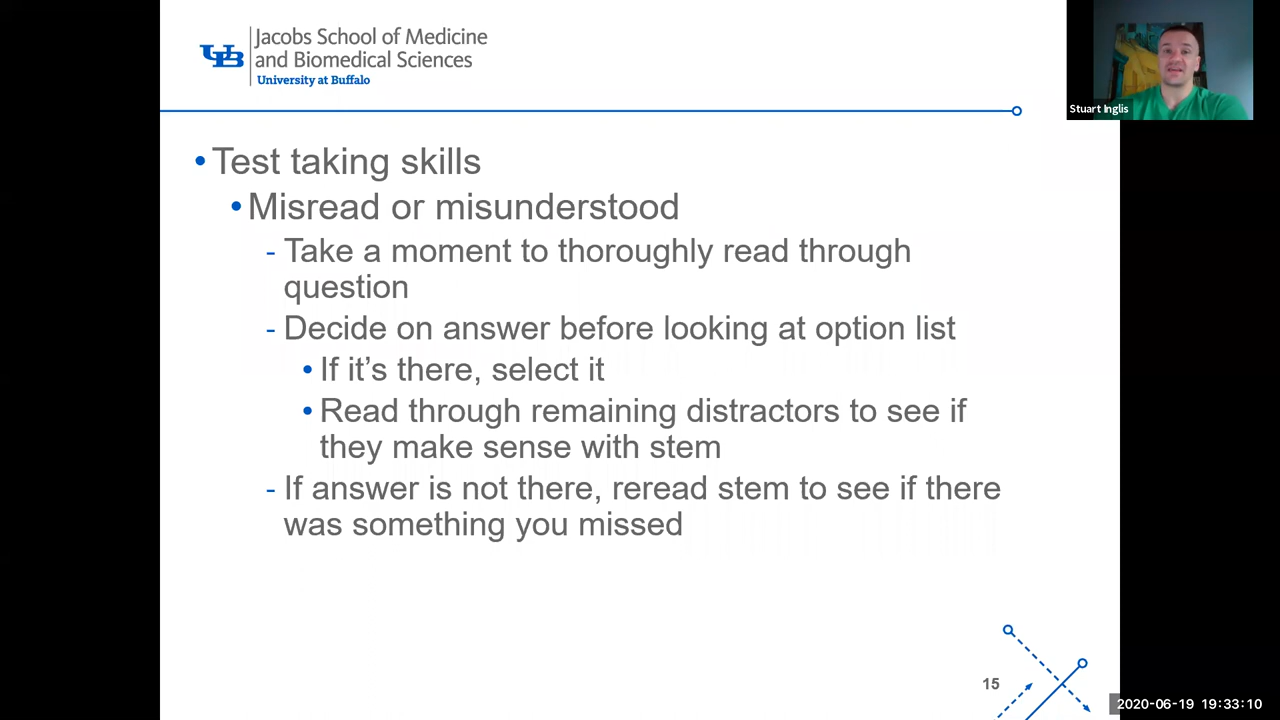 Jacobs School of Medicine
and Biomedical Sciences
University at Buffalo
Stuart Inglis
• Test taking skills
• Misread or misunderstood
- Take a moment to thoroughly read through
question
- Decide on answer before looking at option list
• If it’s there, select it
• Read through remaining distractors to see if
they make sense with stem
- If answer is not there, reread stem to see if there
was something you missed
15
2020-06-19 19:33:10